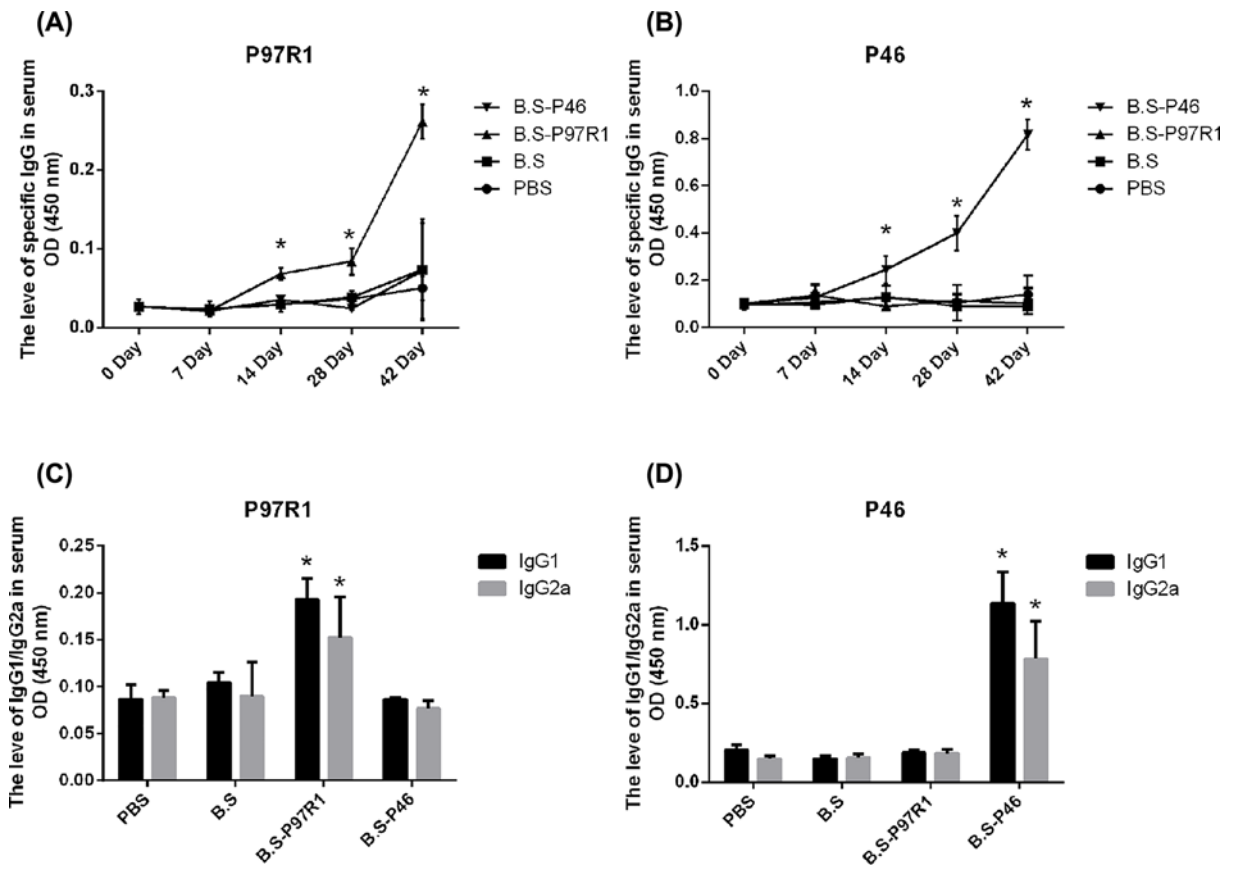 (A)
P97R1
The leve of specific IgG in serum
OD (450 nm)
0.3
0.2
0.1
0.0
0 Day
7 Day
14 Day
28 Day
42 Day
*
*
*
B.S-P46
B.S-P97R1
B.S
PBS
(B)
P46
The leve of specific IgG in serum
OD (450 nm)
1.0
0.8
0.6
0.4
0.2
0.0
0 Day
7 Day
14 Day
28 Day
42 Day
*
*
*
B.S-P46
B.S-P97R1
B.S
PBS
(C)
P97R1
The leve of IgG1/IgG2a in serum
OD (450 nm)
0.25
0.20
0.15
0.10
0.05
0.00
PBS
B.S
B.S-P97R1
B.S-P46
*
*
IgG1
IgG2a
(D)
P46
The leve of IgG1/IgG2a in serum
OD (450 nm)
1.5
1.0
0.5
0.0
PBS
B.S
B.S-P97R1
B.S-P46
*
*
IgG1
IgG2a